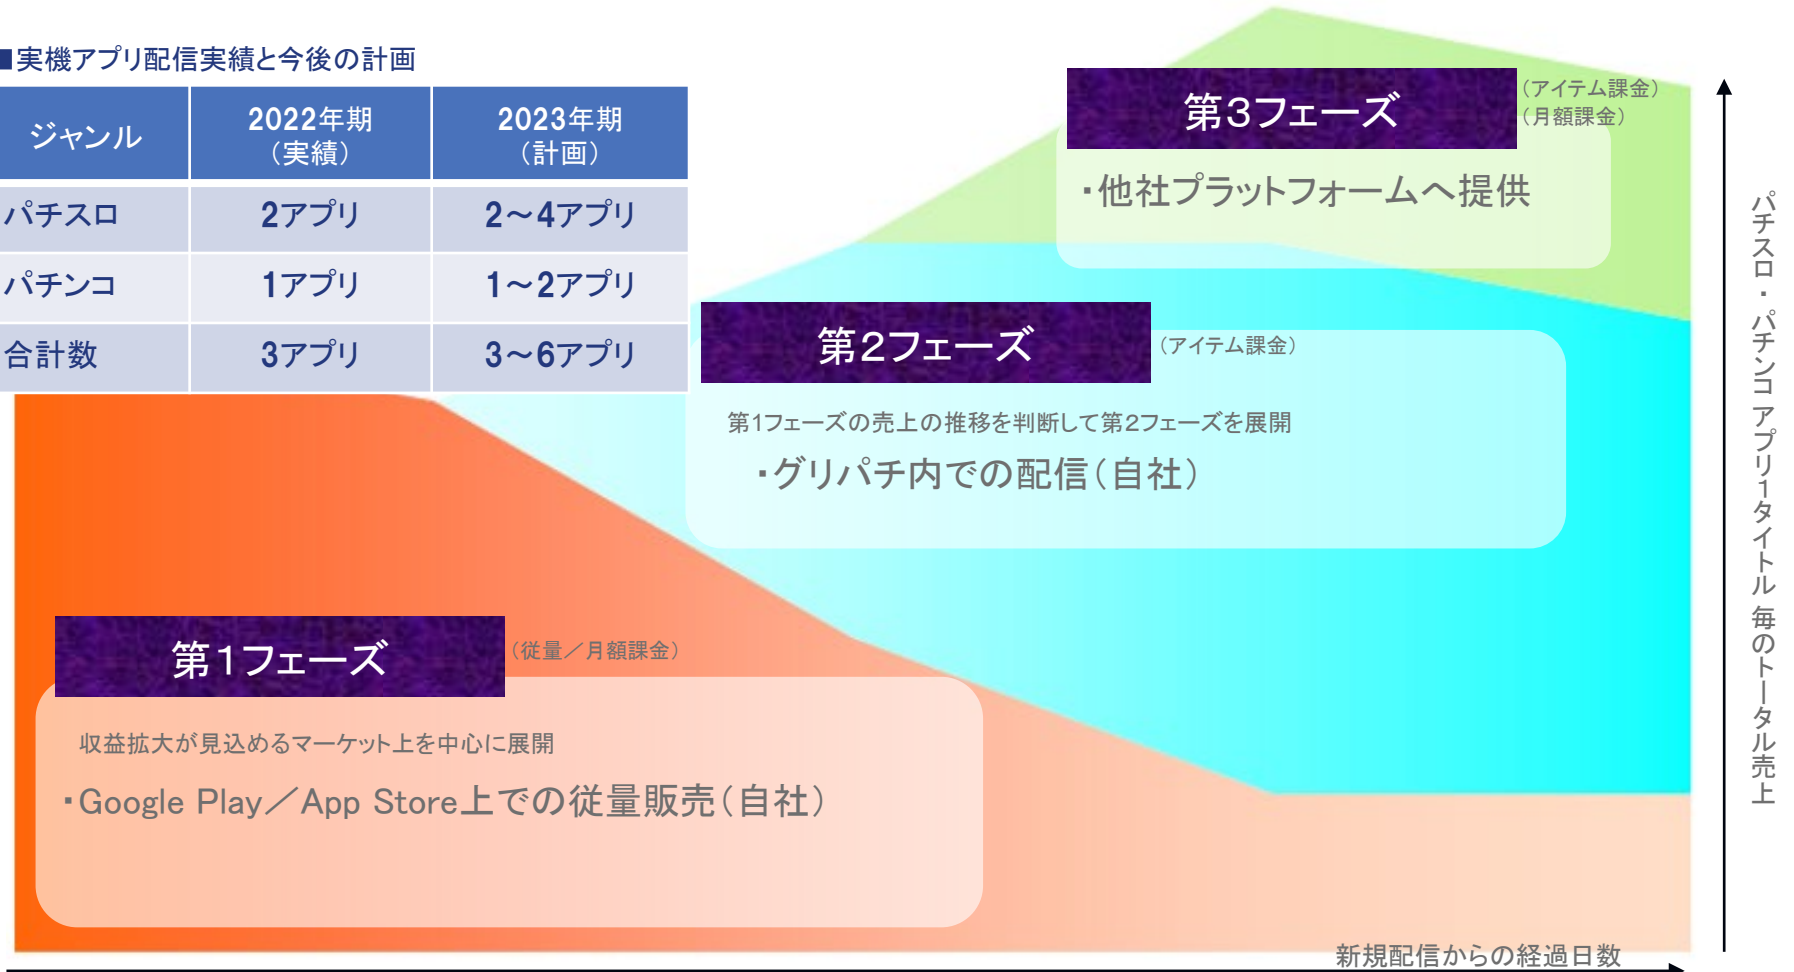 ■実機アプリ配信実績と今後の計画
ジャンル
2022年期
（実績）
2023年期
（計画）
パチスロ
2アプリ
2～4アプリ
パチンコ
1アプリ
1～2アプリ
合計数
3アプリ
3～6アプリ
第3フェーズ
（アイテム課金）
（月額課金）
・他社プラットフォームへ提供
第2フェーズ
（アイテム課金）
第1フェーズの売上の推移を判断して第2フェーズを展開
・グリパチ内での配信（自社）
第1フェーズ
（従量／月額課金）
収益拡大が見込めるマーケット上を中心に展開
・Google Play／App Store上での従量販売（自社）
パチスロ・パチンコ アプリ1タイトル 毎のトータル売上
新規配信からの経過日数